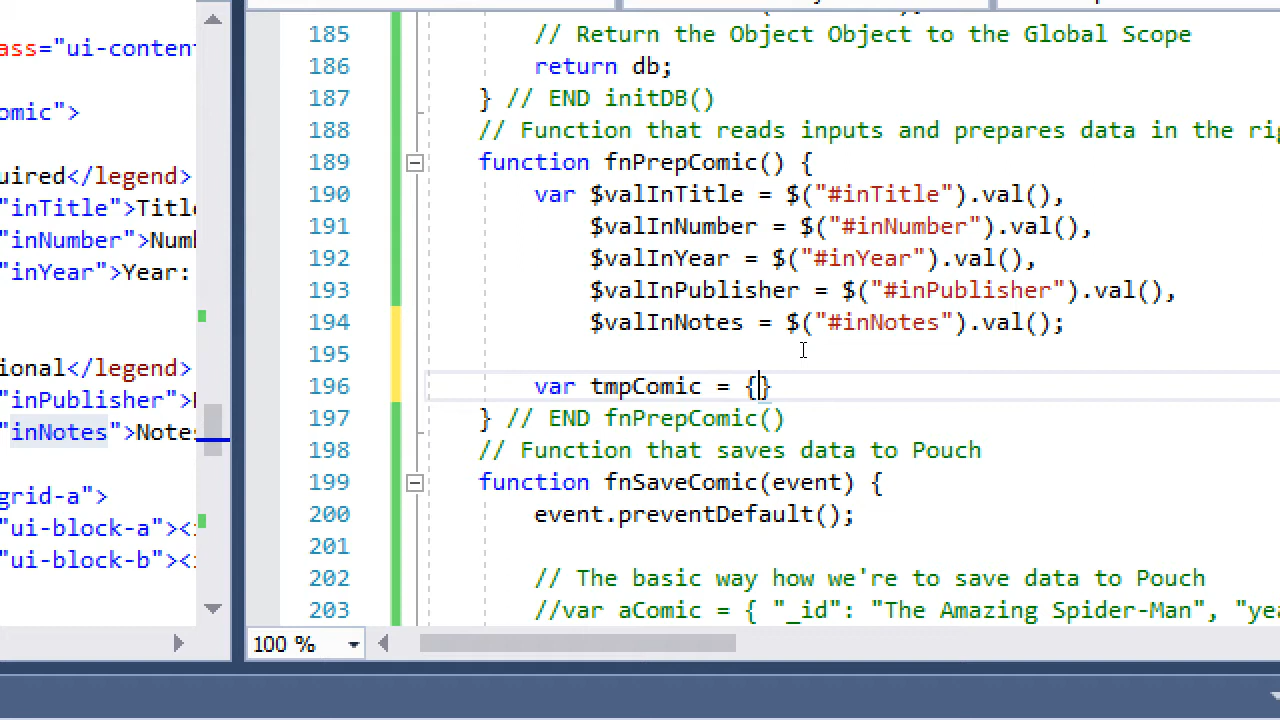 ass="ui-conten
omic">
uired</legend>
"inTitle">Title
"inNumber">Numb
"inYear">Year:
ional</legend>
"inPublisher">
"inNotes">Notes
grid-a">
"ui-block-a"><
"ui-block-b"><
185 // Return the Object Object to the Global Scope
186 return db;
187 } // END initDB()
188 // Function that reads inputs and prepares data in the rig
189 function fnPrepComic() {
190 var $valInTitle = $("#inTitle").val(),
191 $valInNumber = $("#inNumber").val(),
192 $valInYear = $("#inYear").val(),
193 $valInPublisher = $("#inPublisher").val(),
194 $valInNotes = $("#inNotes").val();
195
196 var tmpComic = {}
197 } // END fnPrepComic()
198 // Function that saves data to Pouch
199 function fnSaveComic(event) {
200 event.preventDefault();
201
202 // The basic way how we're to save data to Pouch
203 //var aComic = { "_id": "The Amazing Spider-Man", "yea
100 %